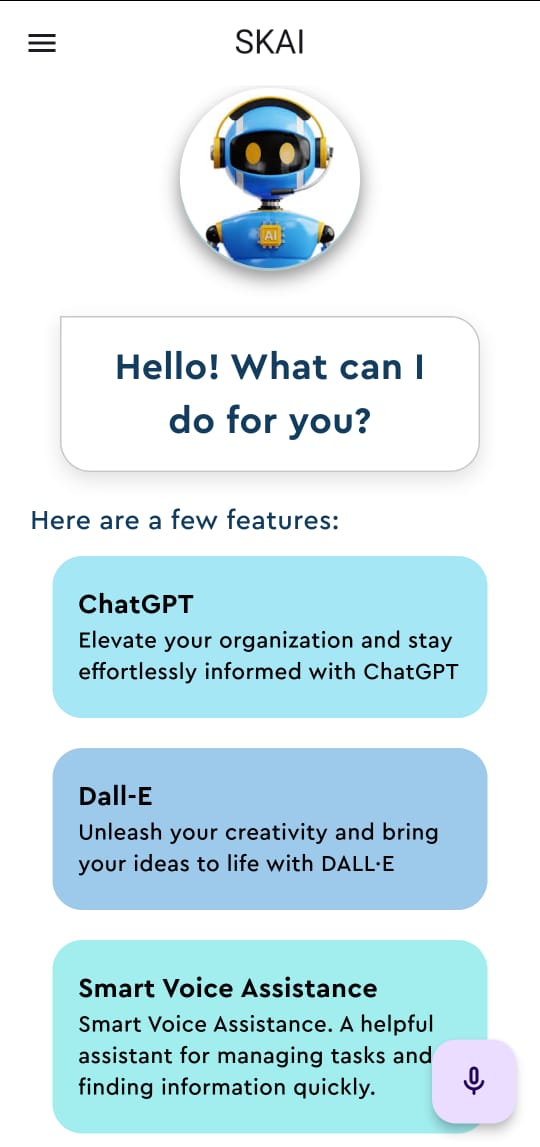 SKAI
AI
Hello! What can I
do for you?
Here are a few features:
ChatGPT
Elevate your organization and stay
effortlessly informed with ChatGPT
Dall-E
Unleash your creativity and bring
your ideas to life with DALL·E
Smart Voice Assistance
Smart Voice Assistance. A helpful
assistant for managing tasks and
finding information quickly.